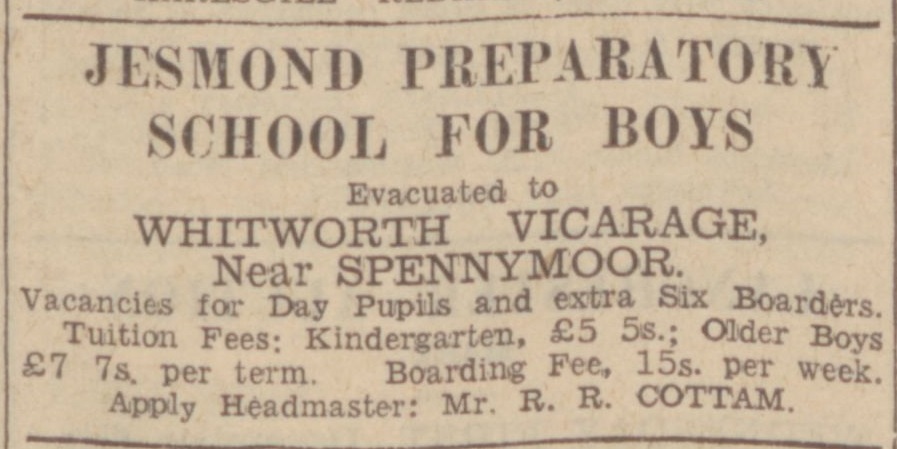 JESMOND PREPARATORY
SCHOOL FOR BOYS
Evacuated to
WHITWORTH VICARAGE,
Near SPENNYMOOR.
Vacancies for Day Pupils and extra Six Boarders.
Tuition Fees: Kindergarten, £5 5s.; Older Boys
£7 7s. per term. Boarding Fee, 15s. per week.
Apply Headmaster: Mr. R. R. COTTAM.